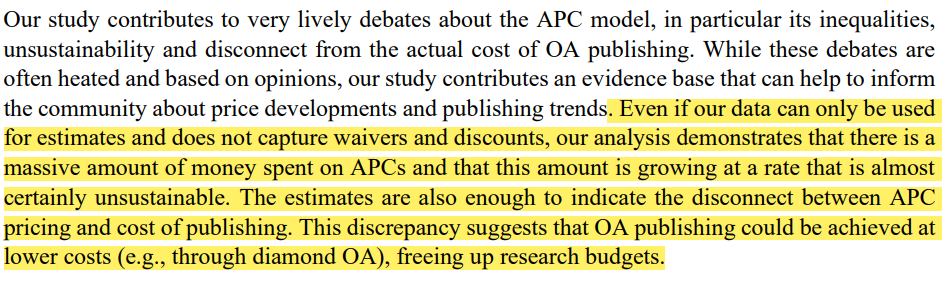 Our study contributes to very lively debates about the APC model, in particular its inequalities,
unsustainability and disconnect from the actual cost of OA publishing. While these debates are
often heated and based on opinions, our study contributes an evidence base that can help to inform
the community about price developments and publishing trends. Even if our data can only be used
for estimates and does not capture waivers and discounts, our analysis demonstrates that there is a
massive amount of money spent on APCs and that this amount is growing at a rate that is almost
certainly unsustainable. The estimates are also enough to indicate the disconnect between APC
pricing and cost of publishing. This discrepancy suggests that OA publishing could be achieved at
lower costs (e.g., through diamond OA), freeing up research budgets.